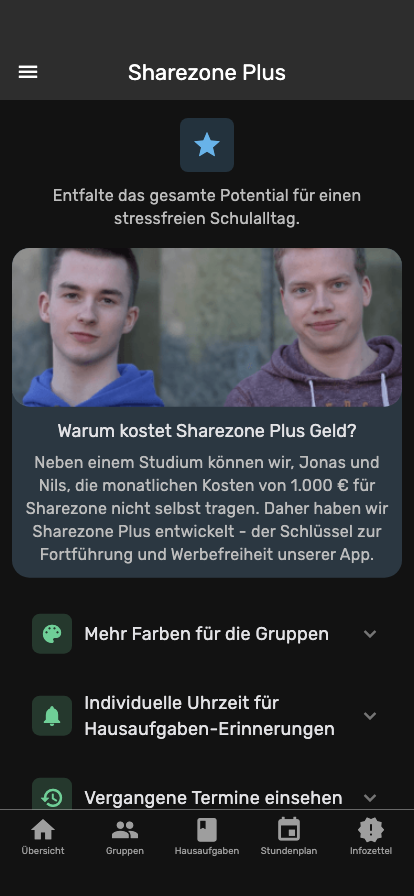 Sharezone Plus
Entfalte das gesamte Potential für einen
stressfreien Schulalltag.
Warum kostet Sharezone Plus Geld?
Neben einem Studium können wir, Jonas und
Nils, die monatlichen Kosten von 1.000 € für
Sharezone nicht selbst tragen. Daher haben wir
Sharezone Plus entwickelt - der Schlüssel zur
Fortführung und Werbefreiheit unserer App.
Mehr Farben für die Gruppen
Individuelle Uhrzeit für
Hausaufgaben-Erinnerungen
Vergangene Termine einsehen
Übersicht
Gruppen
Hausaufgaben
Stundenplan
Infozettel